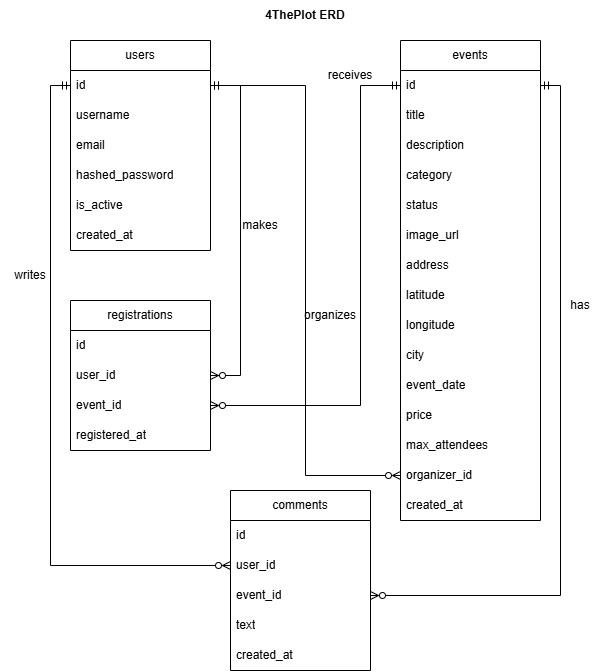 4ThePlot ERD
users
id
username
email
hashed_password
is_active
created_at
events
id
title
description
category
status
image_url
address
latitude
longitude
city
event_date
price
max_attendees
organizer_id
created_at
receives
makes
writes
organizes
has
registrations
id
user_id
event_id
registered_at
comments
id
user_id
event_id
text
created_at